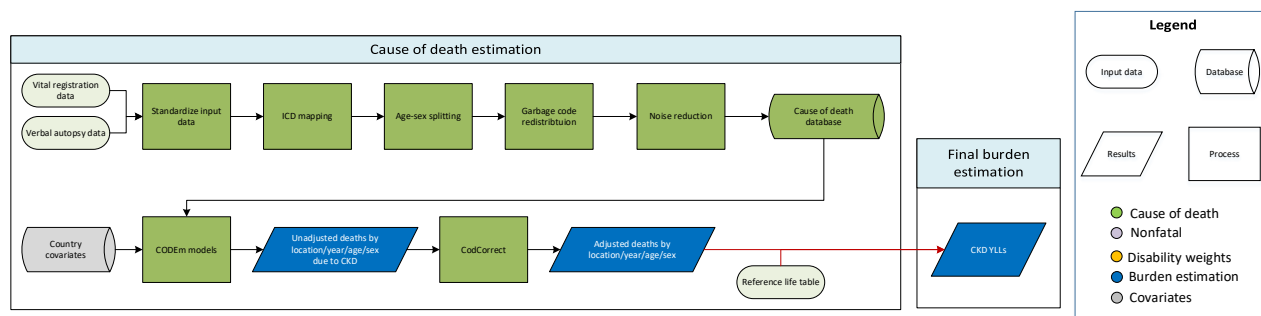 Cause of death estimation
Vital registration
data
Verbal autopsy data
Standardize input
data
ICD mapping
Age-sex splitting
Garbage code
redistribtuion
Noise reduction
Cause of death
database
Country
covariates
CODEm models
Unadjusted deaths by
location/year/age/sex
due to CKD
CodCorrect
Adjusted deaths by
location/year/age/sex
Reference life table
Final burden
estimation
CKD YLLs
Legend
Input data
Database
Results
Process
Cause of death
Nonfatal
Disability weights
Burden estimation
Covariates